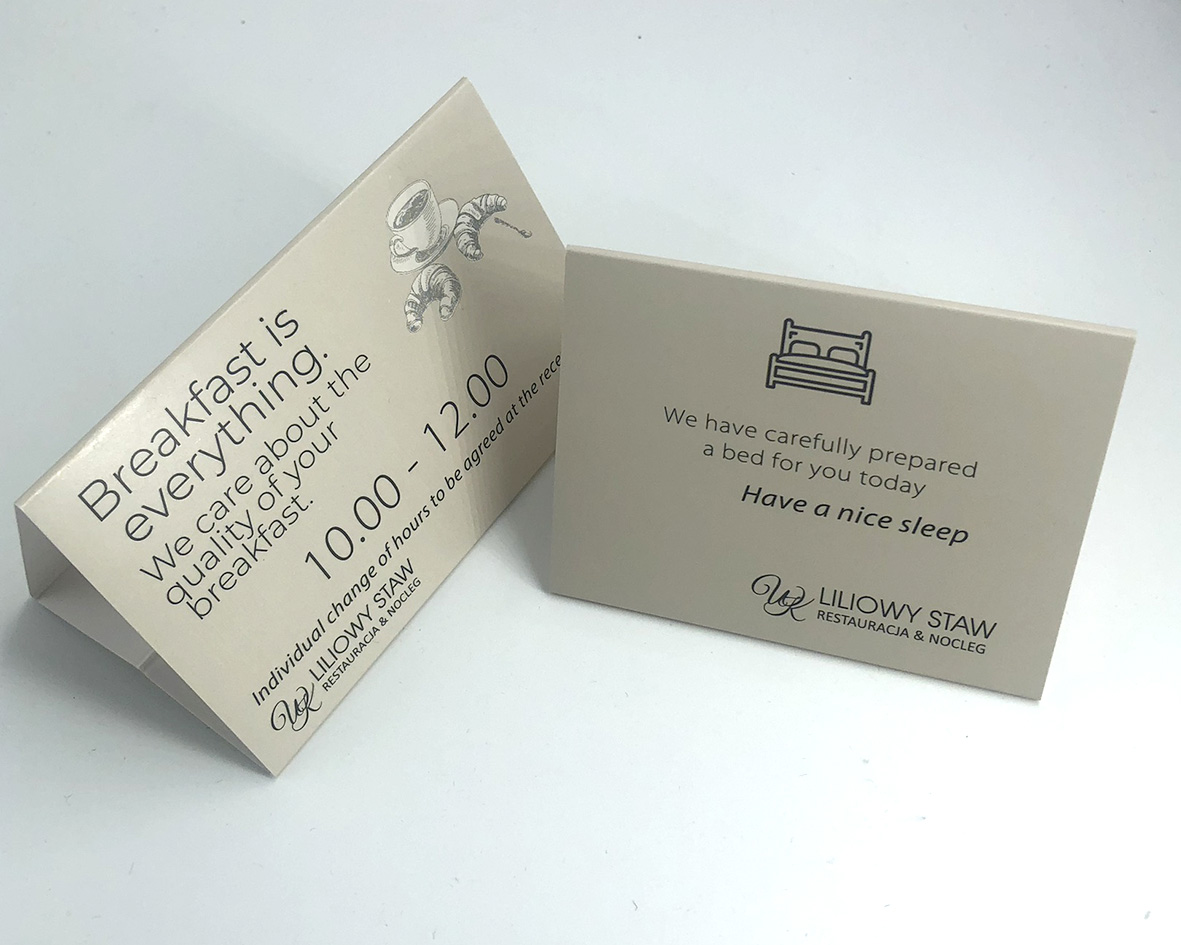 Breakfast is
everything.
We care about the
quality of your
breakfast.
10.00 - 12.00
Individual change of hours to be agreed at the
LILIOWY STAW
RESTAURACJA & NOCLEG
We have carefully prepared
a bed for you today
Have a nice sleep
LILIOWY STAW
RESTAURACJA & NOCLEG